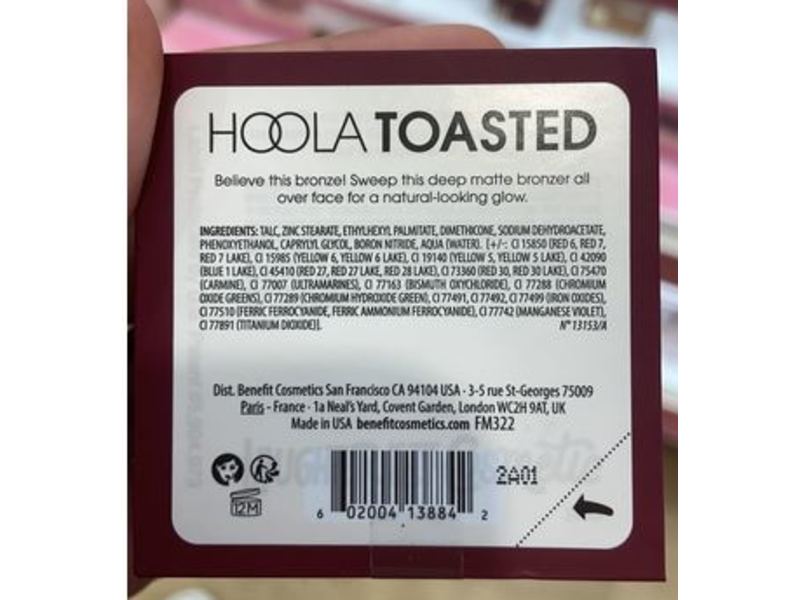 HOOLA TOASTED
Believe this bronze! Sweep this deep matte bronzer all
over face for a natural-looking glow.
INGREDIENTS: TALC, ZINC STEARATE, ETHYLHEXYL PALMITATE, DIMETHICONE, SODIUM DEHYDROACETATE,
PHENOXYETHANOL, CAPRYLYL GLYCOL, BORON NITRIDE, AQUA (WATER). [+/-: CI 15850 (RED 6, RED 7,
RED 7 LAKE), CI 15985 (YELLOW 6, YELLOW 6 LAKE), CI 19140 (YELLOW 5, YELLOW 5 LAKE), CI 42090
(BLUE 1 LAKE), CI 45410 (RED 27, RED 27 LAKE, RED 28 LAKE), CI 73360 (RED 30, RED 30 LAKE), CI 75470
(CARMINE), CI 77007 (ULTRAMARINES), CI 77163 (BISMUTH OXYCHLORIDE), CI 77288 (CHROMIUM
OXIDE GREENS), CI 77289 (CHROMIUM HYDROXIDE GREEN), CI 77491, CI 77492, CI 77499 (IRON OXIDES),
CI 77510 (FERRIC FERROCYANIDE, FERRIC AMMONIUM FERROCYANIDE), CI 77742 (MANGANESE VIOLET),
CI 77891 (TITANIUM DIOXIDE)]. N° 13153/A
Dist. Benefit Cosmetics San Francisco CA 94104 USA · 3-5 rue St-Georges 75009
Paris - France · 1a Neal's Yard, Covent Garden, London WC2H 9AT, UK
Made in USA benefitcosmetics.com FM322
2A01
12M
6 02004 13884 2